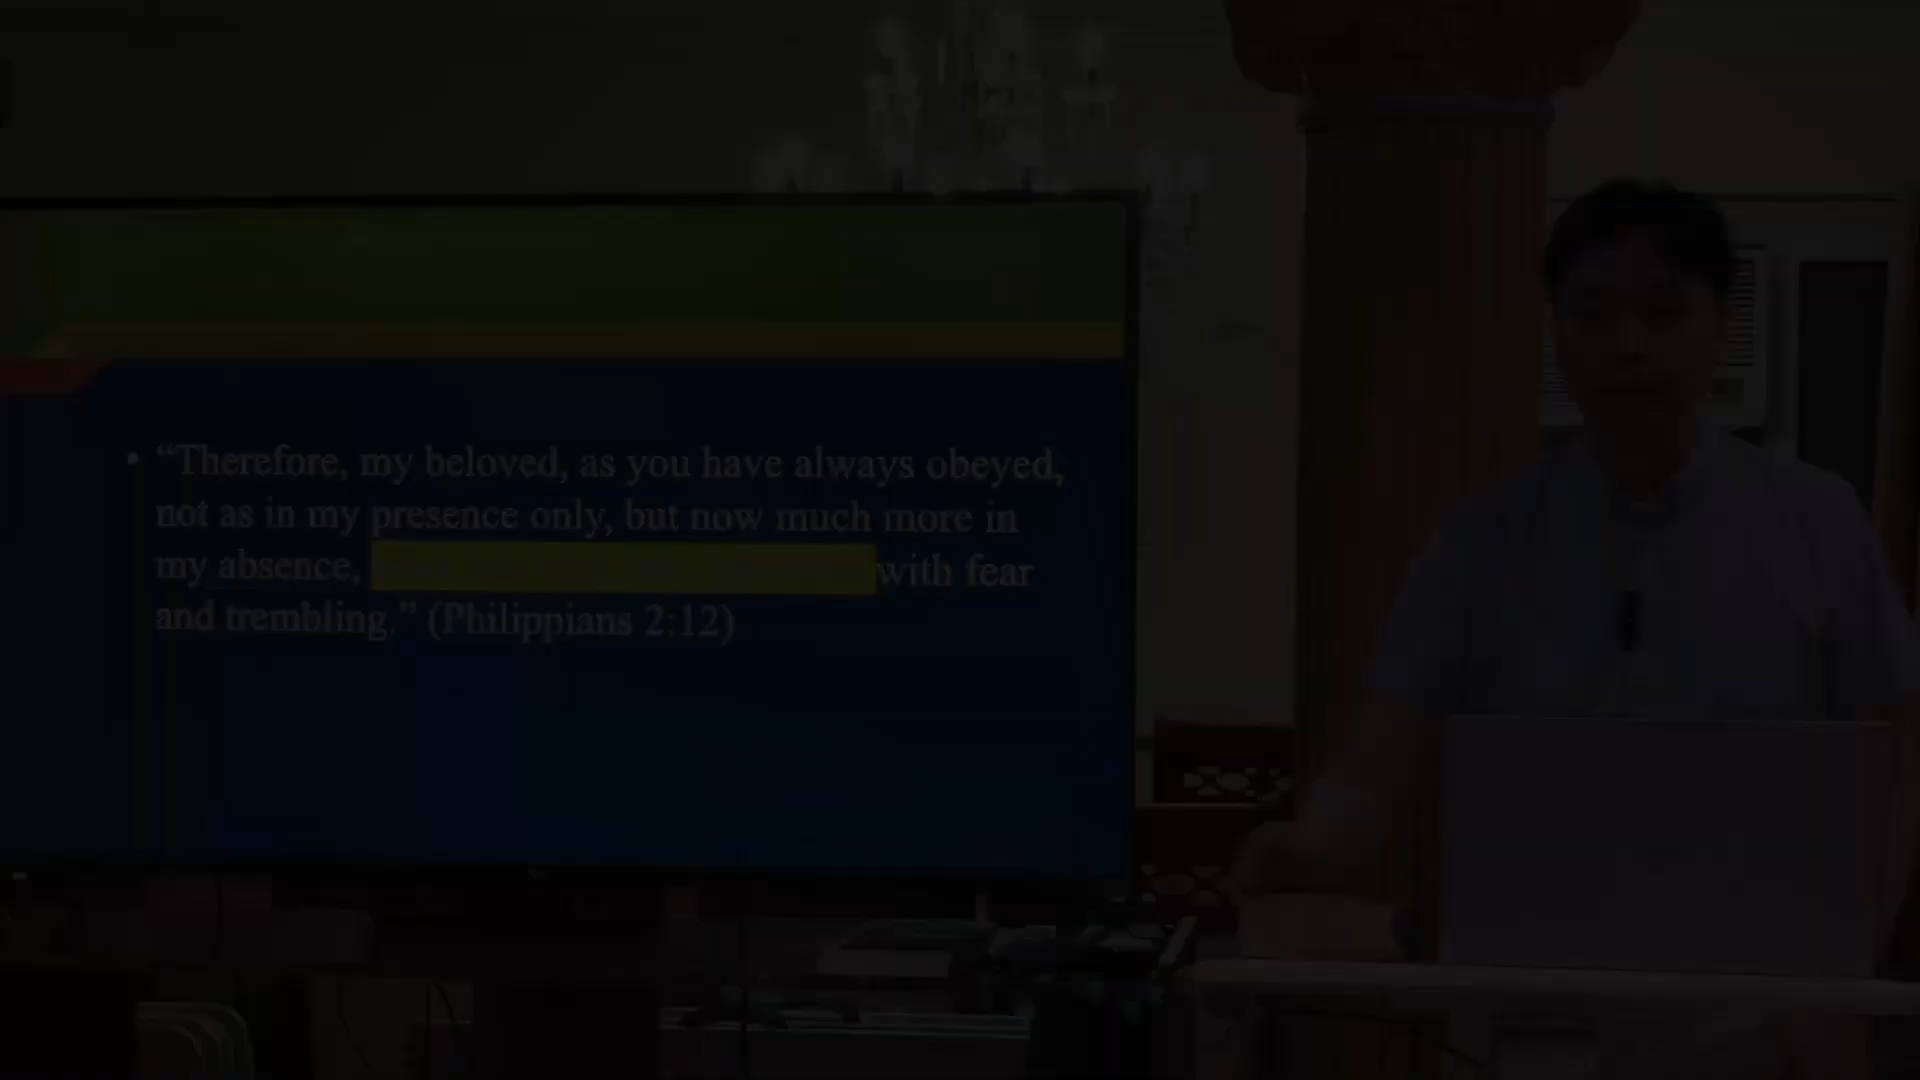 • “Therefore, my beloved, as you have always obeyed,
not as in my presence only, but now much more in
my absence, with fear
and trembling.” (Philippians 2:12)